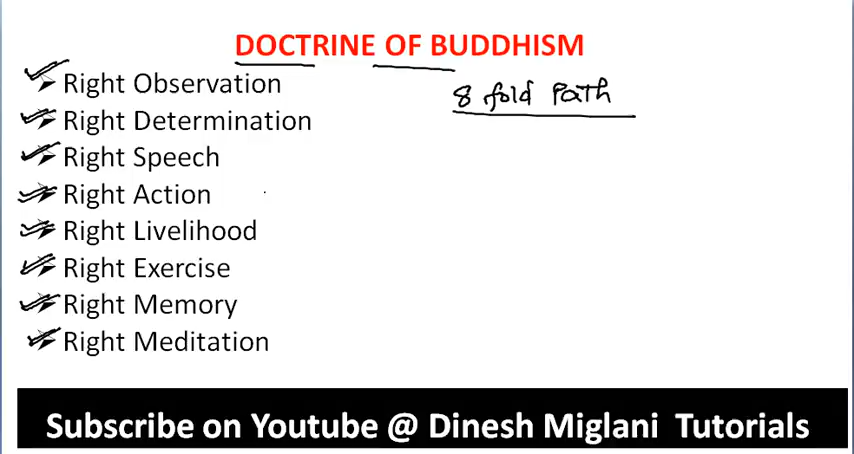 DOCTRINE OF BUDDHISM
Right Observation
8 fold Path
Right Determination
Right Speech
Right Action
Right Livelihood
Right Exercise
Right Memory
Right Meditation
Subscribe on Youtube @ Dinesh Miglani Tutorials